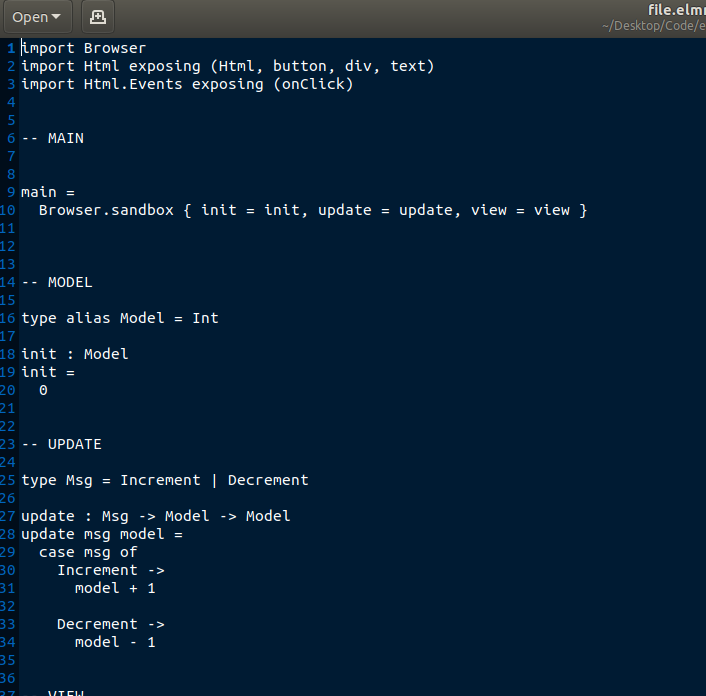 Open
file.elm
~/Desktop/Code/e
1 import Browser
2 import Html exposing (Html, button, div, text)
3 import Html.Events exposing (onClick)
4
5
6 -- MAIN
7
8
9 main =
10   Browser.sandbox { init = init, update = update, view = view }
11
12
13
14 -- MODEL
15
16 type alias Model = Int
17
18 init : Model
19 init =
20   0
21
22
23 -- UPDATE
24
25 type Msg = Increment | Decrement
26
27 update : Msg -> Model -> Model
28 update msg model =
29   case msg of
30     Increment ->
31       model + 1
32
33     Decrement ->
34       model - 1
35
36
37 -- VIEW